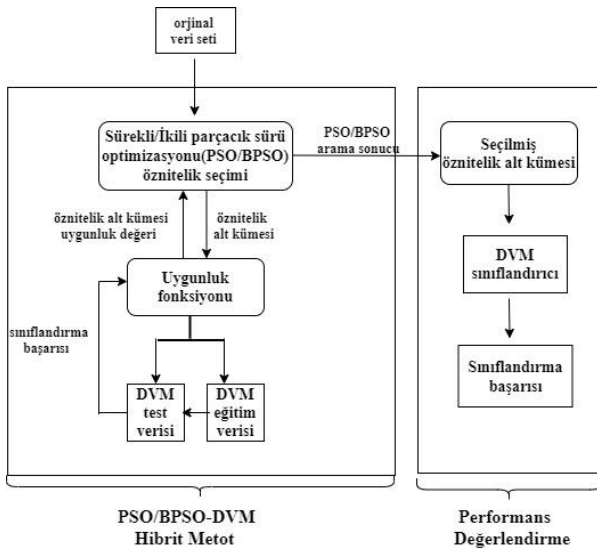 orjinal
veri seti
Sürekli/İkili parçacık sürü
optimizasyonu(PSO/BPSO)
öznitelik seçimi
PSO/BPSO
arama sonucu
Seçilmiş
öznitelik alt kümesi
öznitelik alt kümesi
uygunluk değeri
öznitelik
alt kümesi
Uygunluk
fonksiyonu
DVM
sınıflandırıcı
sınıflandırma
başarısı
DVM
test
verisi
DVM
eğitim
verisi
Sınıflandırma
başarısı
PSO/BPSO-DVM
Hibrit Metot
Performans
Değerlendirme